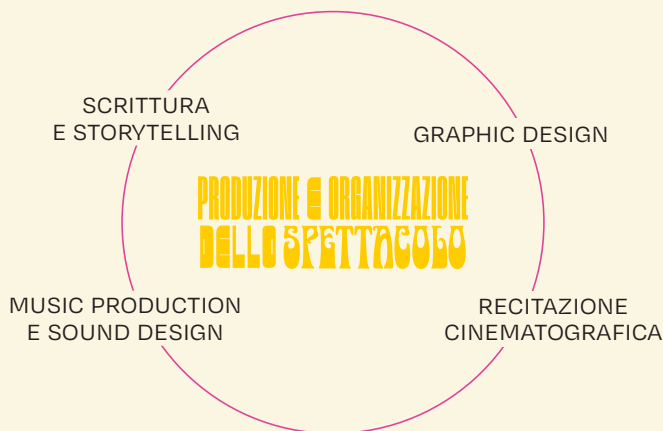 SCRITTURA
E STORYTELLING
GRAPHIC DESIGN
PRODUZIONE E ORGANIZZAZIONE
DELLO SPETTACOLO
MUSIC PRODUCTION
E SOUND DESIGN
RECITAZIONE
CINEMATOGRAFICA